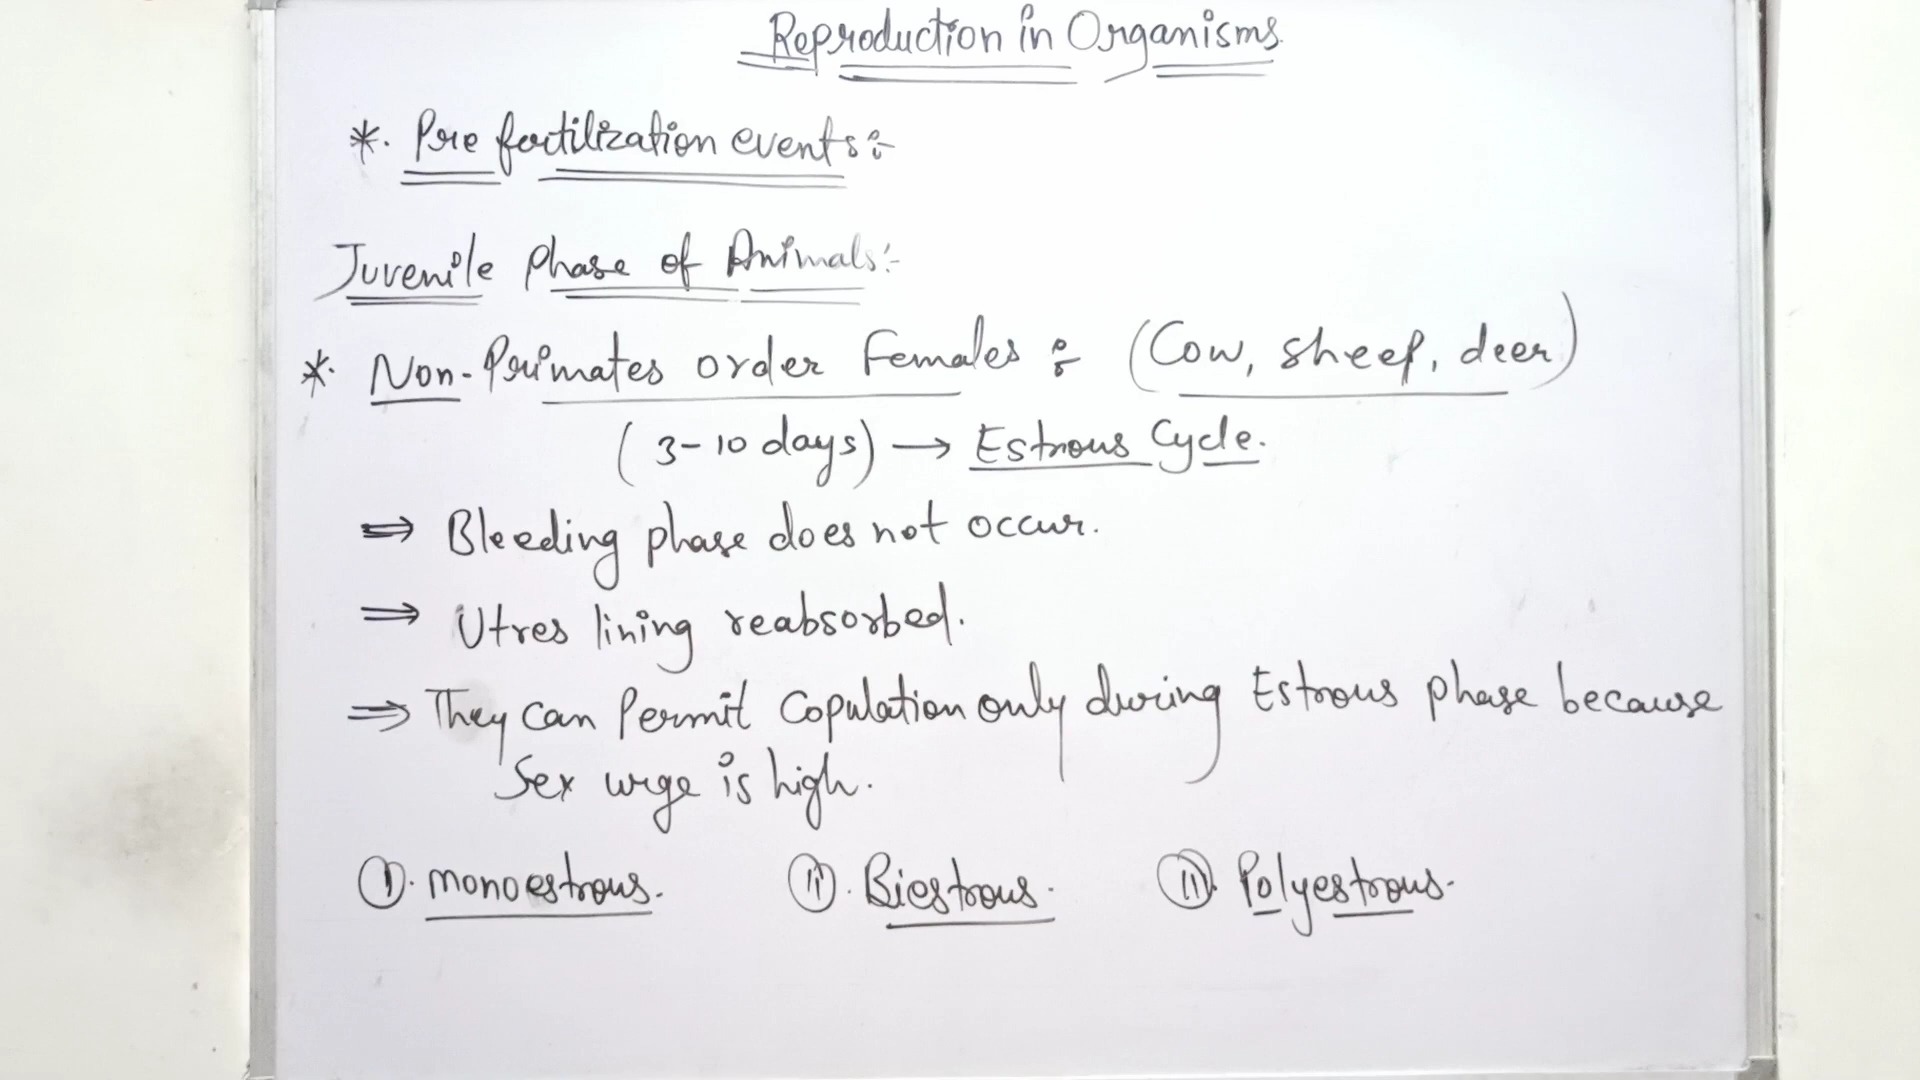 Reproduction in Organisms.
*. Pre fertilization events:-
Juvenile Phase of Animals:-
*. Non-Primates order Females : (Cow, Sheep, deer)
(3-10 days) → Estrous Cycle.
⇒ Bleeding phase does not occur.
⇒ Utres lining reabsorbed.
⇒ They can Permit Copulation only during Estrous phase because
Sex urge is high.
(i). monoestrous. (ii). Biestrous. (iii). Polyestrous.